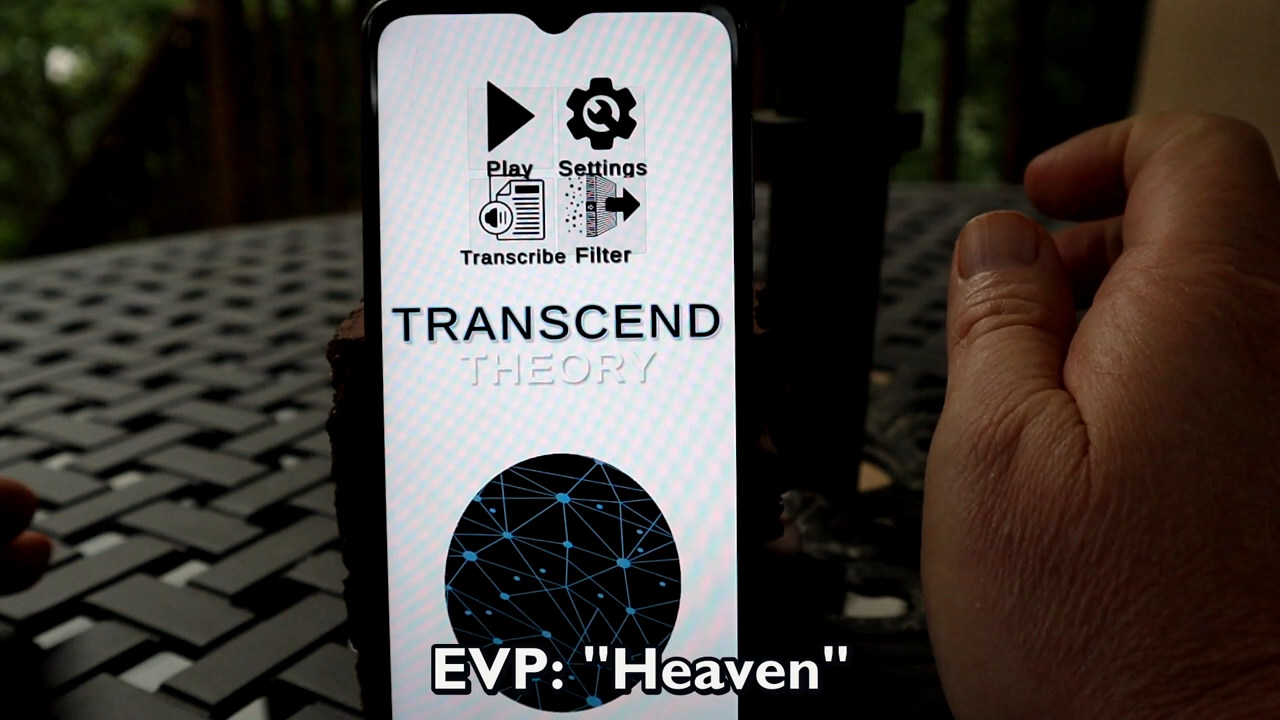 Play Settings
Transcribe Filter
TRANSCEND
THEORY
EVP: "Heaven"